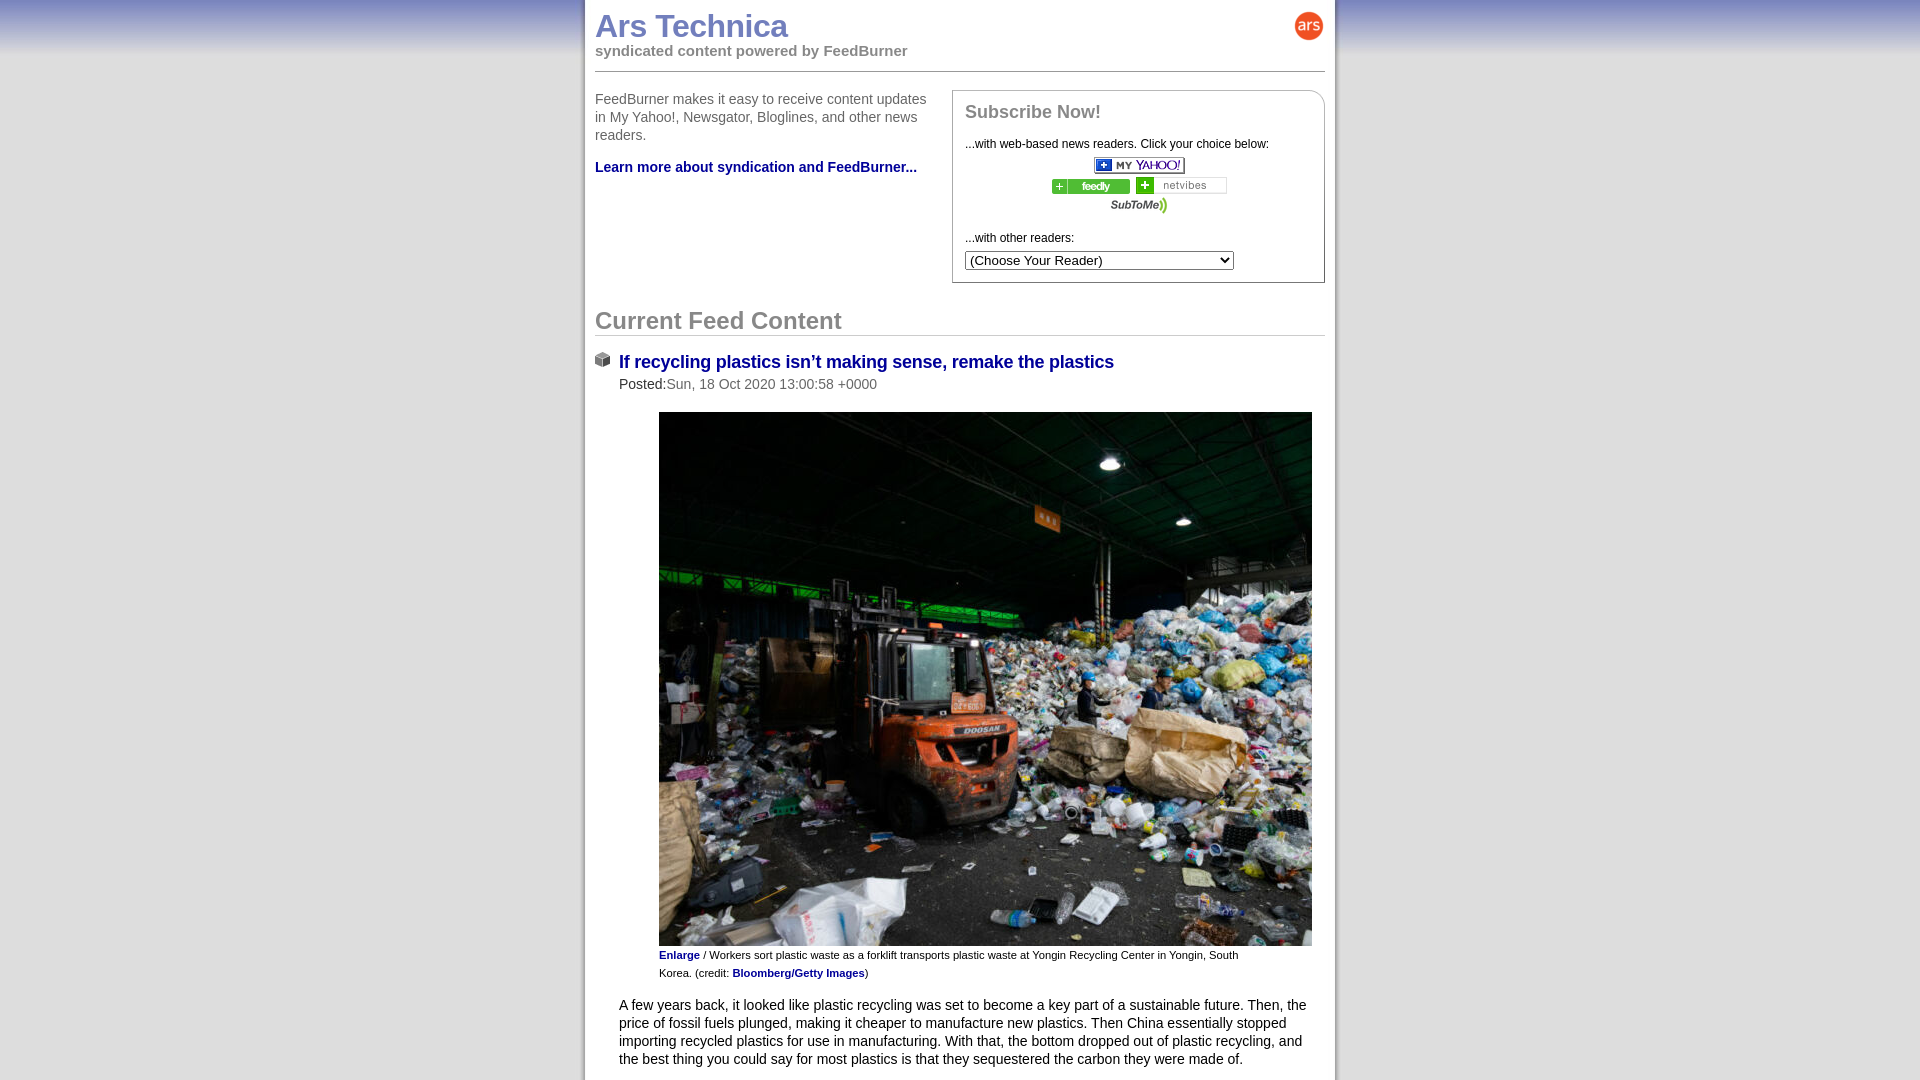 Ars Technica
ars
syndicated content powered by FeedBurner
FeedBurner makes it easy to receive content updates
in My Yahoo!, Newsgator, Bloglines, and other news
readers.
Learn more about syndication and FeedBurner...
Subscribe Now!
...with web-based news readers. Click your choice below:
MY YAHOO!
feedly
netvibes
SubToMe
...with other readers:
(Choose Your Reader)
Current Feed Content
If recycling plastics isn’t making sense, remake the plastics
Posted:Sun, 18 Oct 2020 13:00:58 +0000
DOOSAN
Enlarge / Workers sort plastic waste as a forklift transports plastic waste at Yongin Recycling Center in Yongin, South
Korea. (credit: Bloomberg/Getty Images)
A few years back, it looked like plastic recycling was set to become a key part of a sustainable future. Then, the
price of fossil fuels plunged, making it cheaper to manufacture new plastics. Then China essentially stopped
importing recycled plastics for use in manufacturing. With that, the bottom dropped out of plastic recycling, and
the best thing you could say for most plastics is that they sequestered the carbon they were made of.